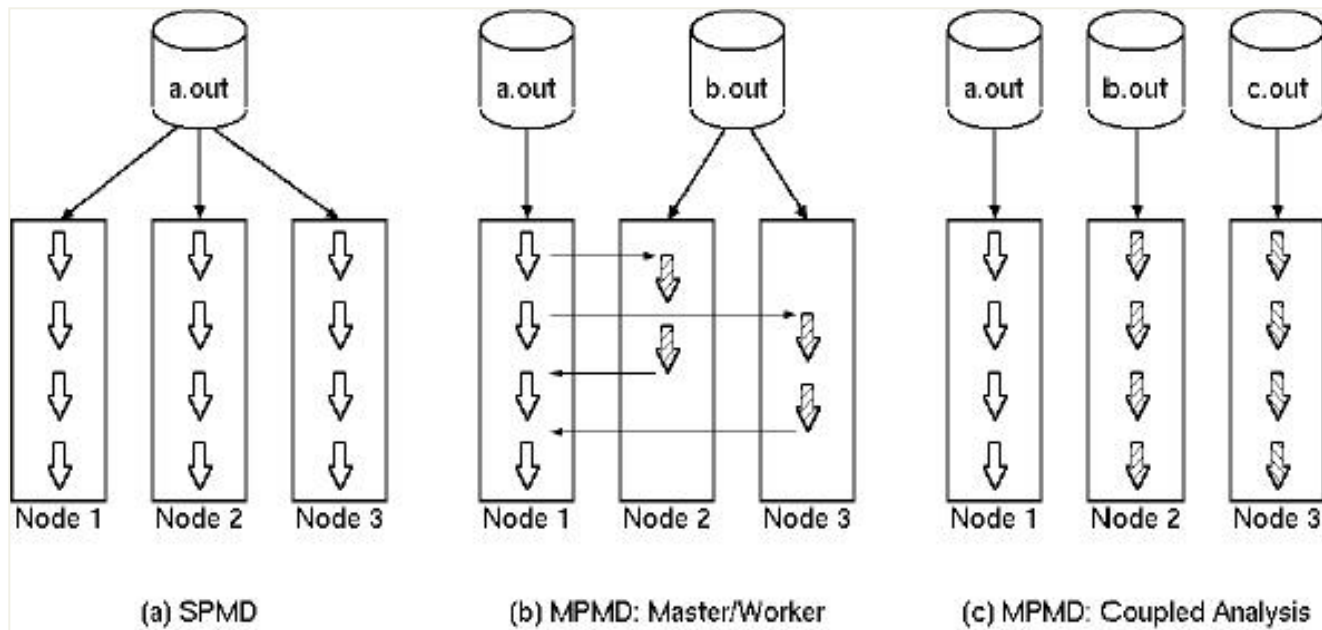 a.out
a.out
b.out
a.out
b.out
c.out
Node 1
Node 2
Node 3
Node 1
Node 2
Node 3
Node 1
Node 2
Node 3
(a) SPMD
(b) MPMD: Master/Worker
(c) MPMD: Coupled Analysis